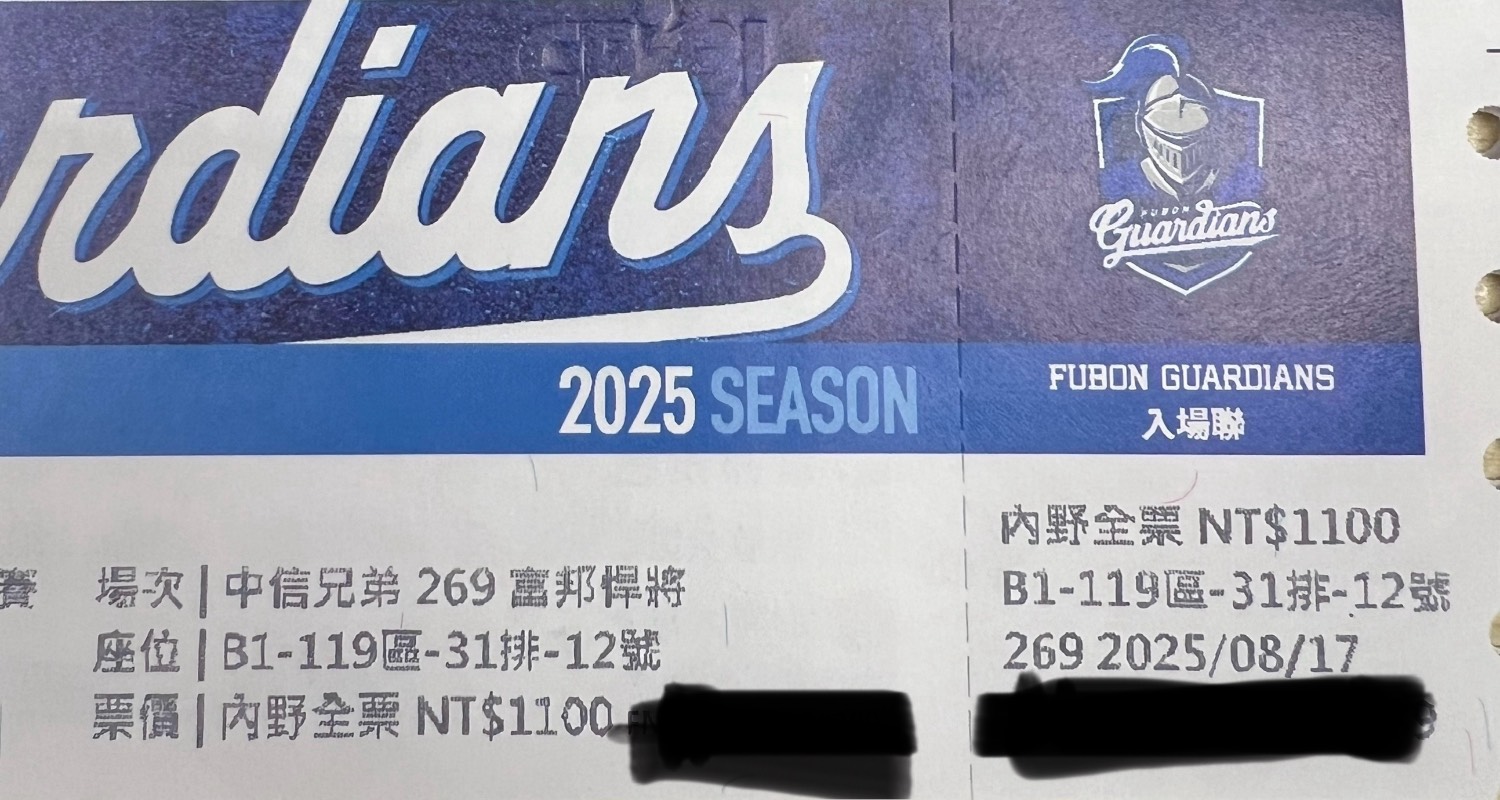 rdians
2025 SEASON
FUBON
Guardians
FUBON GUARDIANS
入場聯
賽
場次 | 中信兄弟 269 富邦悍將
座位 | B1-119區-31排-12號
票價 | 內野全票 NT$1100
內野全票 NT$1100
B1-119區-31排-12號
269 2025/08/17